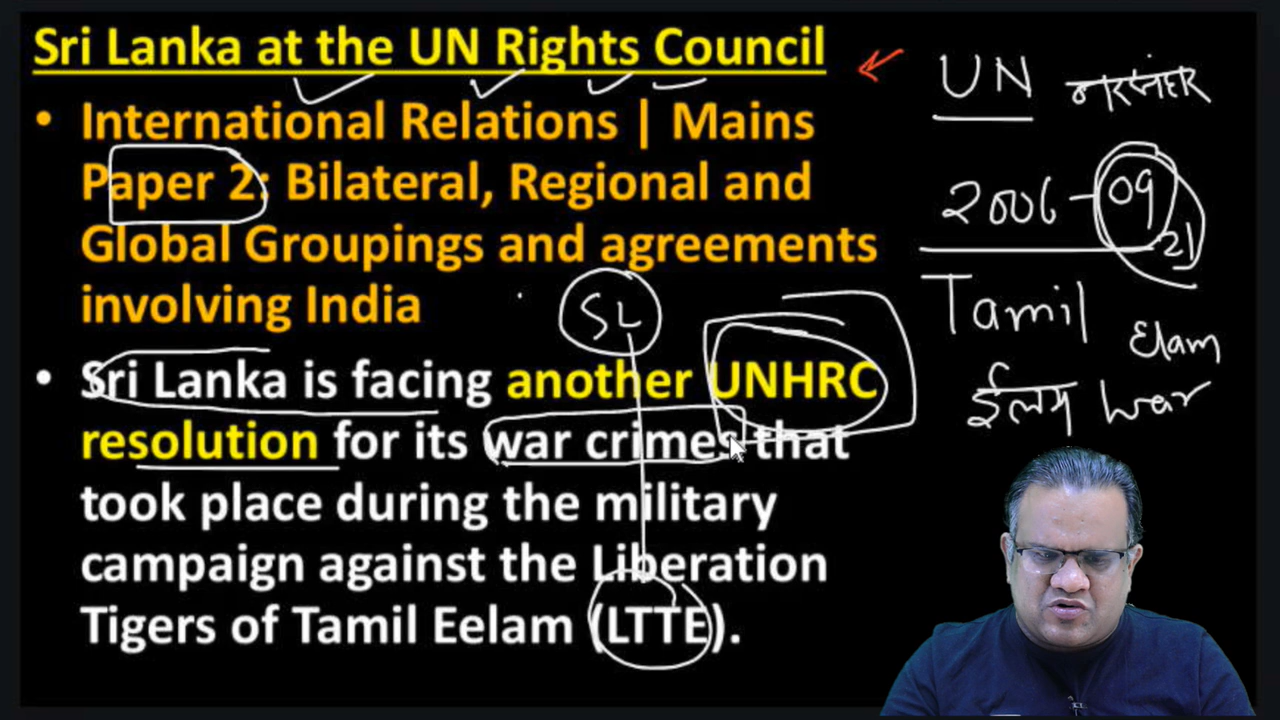 Sri Lanka at the UN Rights Council
• International Relations | Mains
Paper 2: Bilateral, Regional and
Global Groupings and agreements
involving India
• Sri Lanka is facing another UNHRC
resolution for its war crimes that
took place during the military
campaign against the Liberation
Tigers of Tamil Eelam (LTTE).
SL
UN नरसंहार
2006-09
21
Tamil
Elam
ईलम war